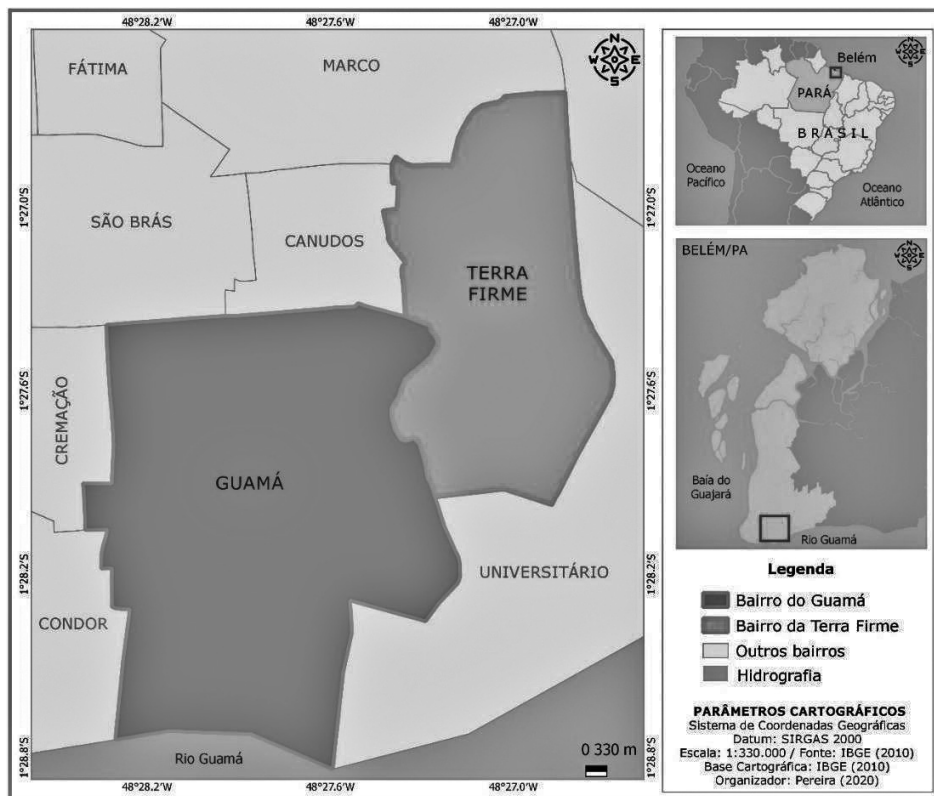 48°28.2'W
48°27.6'W
48°27.0'W
FÁTIMA
MARCO
N
W E
S
SÃO BRÁS
CANUDOS
TERRA
FIRME
CREMAÇÃO
GUAMÁ
UNIVERSITÁRIO
CONDOR
Rio Guamá
0 330 m
1°27.0'S
1°27.6'S
1°28.2'S
1°28.8'S
1°27.0'S
1°27.6'S
1°28.2'S
1°28.8'S
48°28.2'W
48°27.6'W
48°27.0'W
Belém
PARÁ
BRASIL
Oceano
Pacífico
Oceano
Atlântico
N
W E
S
BELÉM/PA
N
W E
S
Baía do
Guajará
Rio Guamá
Legenda
Bairro do Guamá
Bairro da Terra Firme
Outros bairros
Hidrografia
PARÂMETROS CARTOGRÁFICOS
Sistema de Coordenadas Geográficas
Datum: SIRGAS 2000
Escala: 1:330.000 / Fonte: IBGE (2010)
Base Cartográfica: IBGE (2010)
Organizador: Pereira (2020)